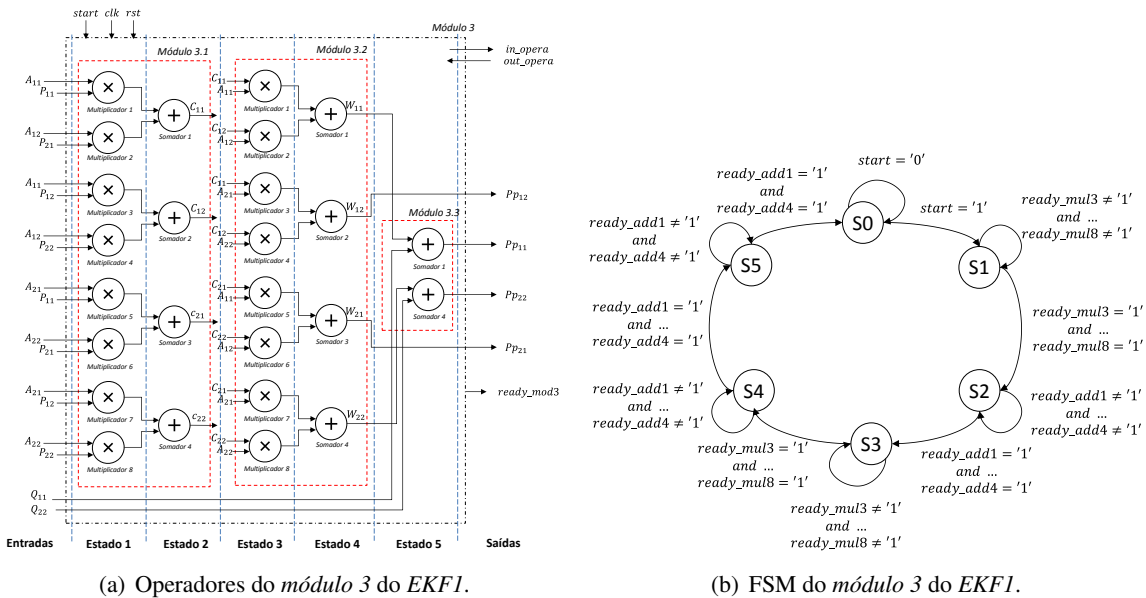 start clk rst
Módulo 3
in_opera
out_opera
Módulo 3.1
Módulo 3.2
A11
P11
×
Multiplicador 1
A12
P21
×
Multiplicador 2
+
C11
Somador 1
A11
P12
×
Multiplicador 3
A12
P22
×
Multiplicador 4
+
C12
Somador 2
A21
P11
×
Multiplicador 5
A22
P21
×
Multiplicador 6
+
c21
Somador 3
A21
P12
×
Multiplicador 7
A22
P22
×
Multiplicador 8
+
c22
Somador 4
C11
A11
×
Multiplicador 1
C12
A12
×
Multiplicador 2
+
W11
Somador 1
C11
A21
×
Multiplicador 3
C12
A22
×
Multiplicador 4
+
W12
Somador 2
C21
A11
×
Multiplicador 5
C22
A12
×
Multiplicador 6
+
W21
Somador 3
C21
A21
×
Multiplicador 7
C22
A22
×
Multiplicador 8
+
W22
Somador 4
Módulo 3.3
+
Somador 1
+
Somador 4
Pp12
Pp11
Pp22
Pp21
ready_mod3
Q11
Q22
Entradas Estado 1 Estado 2 Estado 3 Estado 4 Estado 5 Saídas
(a) Operadores do módulo 3 do EKF1.
start = '0'
S0
start = '1'
ready_mul3 ≠ '1'
and ...
ready_mul8 ≠ '1'
S1
ready_mul3 = '1'
and ...
ready_mul8 = '1'
S2
ready_add1 ≠ '1'
and ...
ready_add4 ≠ '1'
ready_add1 = '1'
and ...
ready_add4 = '1'
S3
ready_mul3 ≠ '1'
and ...
ready_mul8 ≠ '1'
ready_mul3 = '1'
and ...
ready_mul8 = '1'
S4
ready_add1 ≠ '1'
and ...
ready_add4 ≠ '1'
ready_add1 = '1'
and ...
ready_add4 = '1'
S5
ready_add1 ≠ '1'
and
ready_add4 ≠ '1'
ready_add1 = '1'
and
ready_add4 = '1'
(b) FSM do módulo 3 do EKF1.